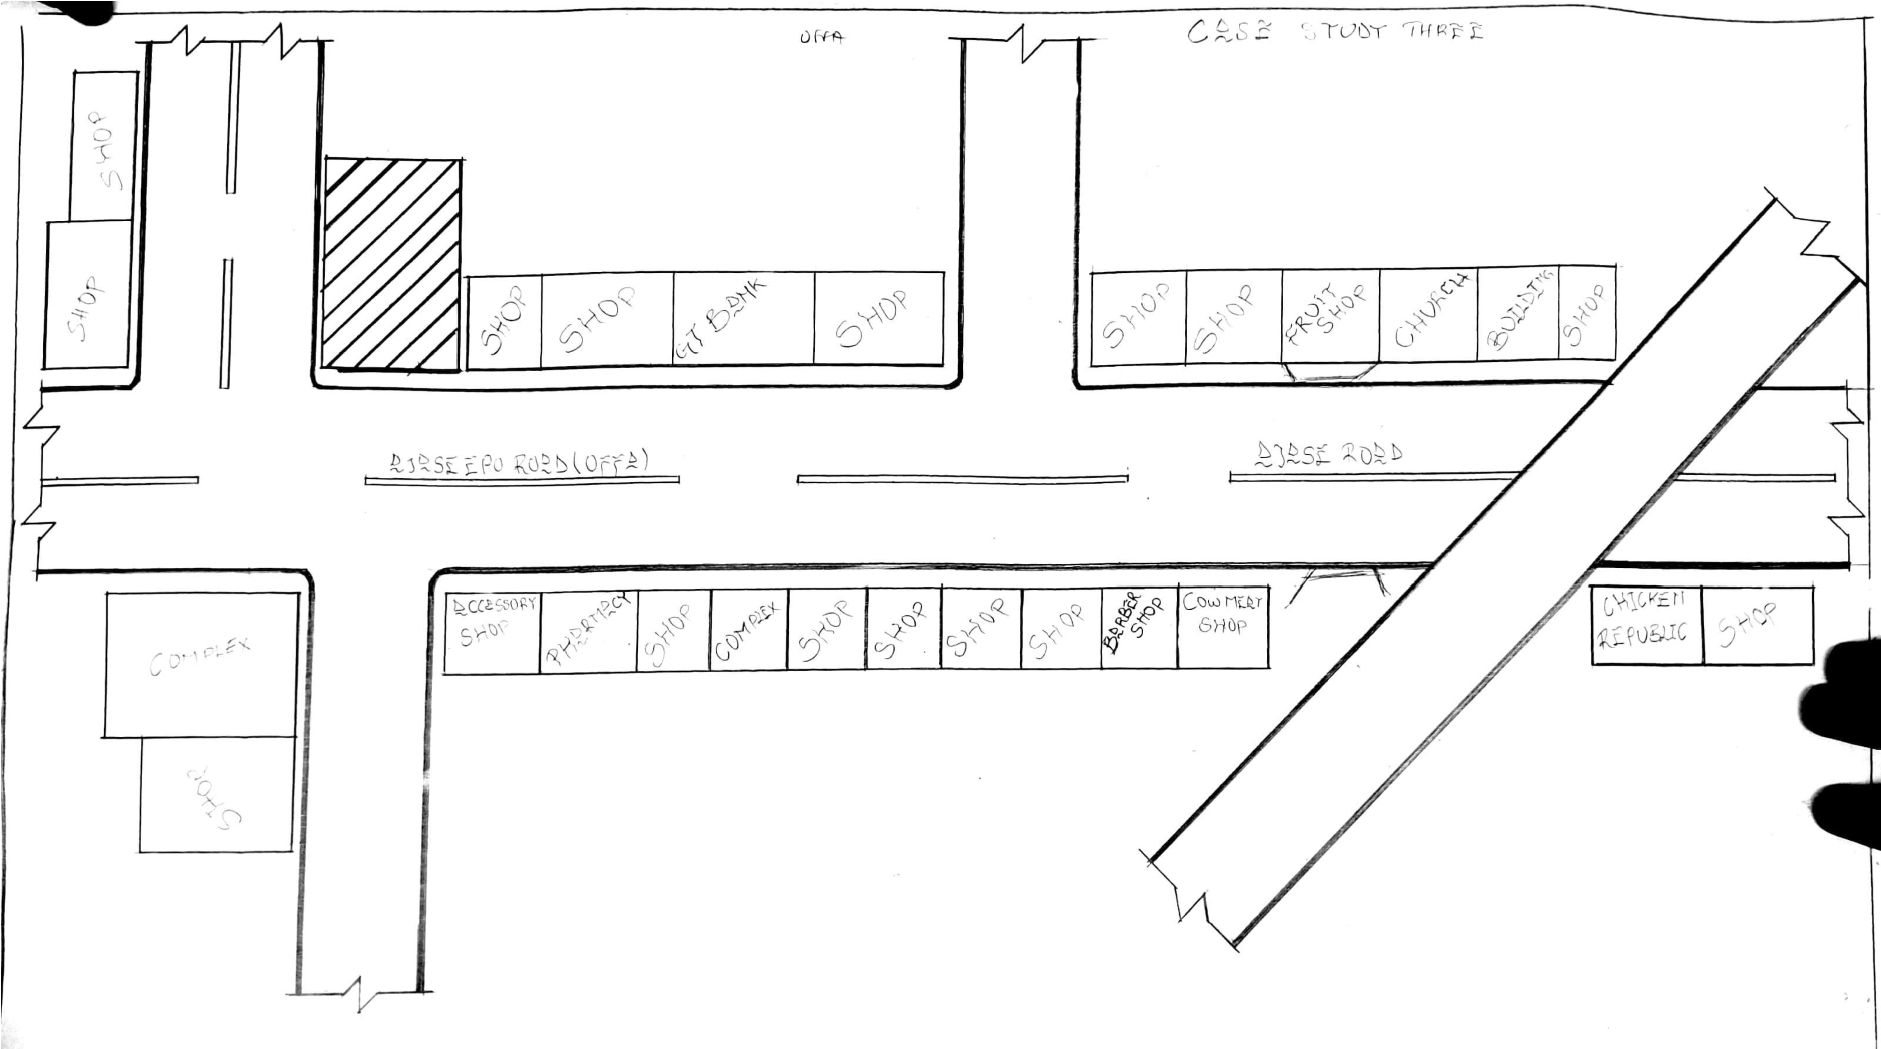 OFFA
CASE STUDY THREE
SHOP
SHOP
SHOP
SHOP
GT BANK
SHOP
SHOP
SHOP
FRUIT
SHOP
CHURCH
BUILDING
SHOP
AJASE IPO ROAD (OFFA)
AJASE ROAD
COMPLEX
SHOP
ACCESSORY
SHOP
PHARMACY
SHOP
COMPLEX
SHOP
SHOP
SHOP
SHOP
BARBER
SHOP
COW MEAT
SHOP
CHICKEN
REPUBLIC
SHOP